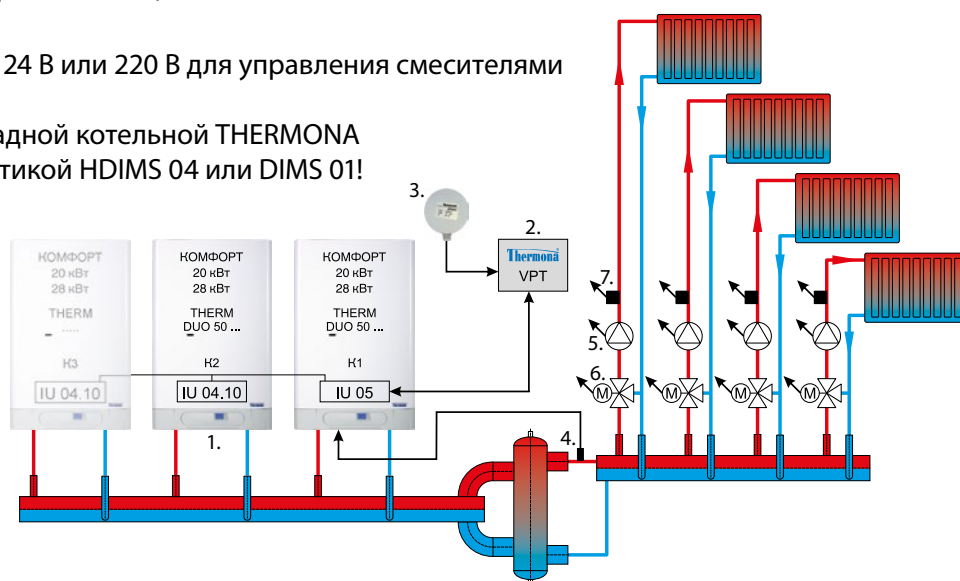 24 В или 220 В для управления смесителями
адной котельной THERMONA
тикой HDIMS 04 или DIMS 01!
3.
2.
Thermona
VPT
КОМФОРТ
20 кВт
28 кВт
THERM
.....
К3
IU 04.10
КОМФОРТ
20 кВт
28 кВт
THERM
DUO 50 ...
К2
IU 04.10
КОМФОРТ
20 кВт
28 кВт
THERM
DUO 50 ...
К1
IU 05
1.
4.
7.
5.
6.
M
M
M
M